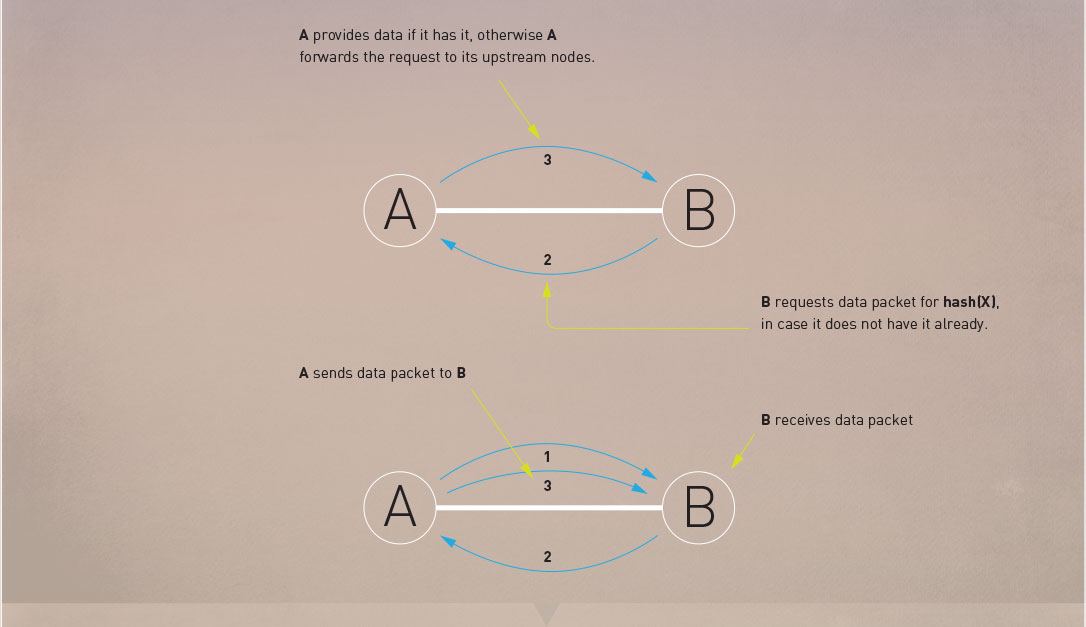 A provides data if it has it, otherwise A
forwards the request to its upstream nodes.
3
A
B
2
B requests data packet for hash(X),
in case it does not have it already.
A sends data packet to B
B receives data packet
1
3
A
B
2